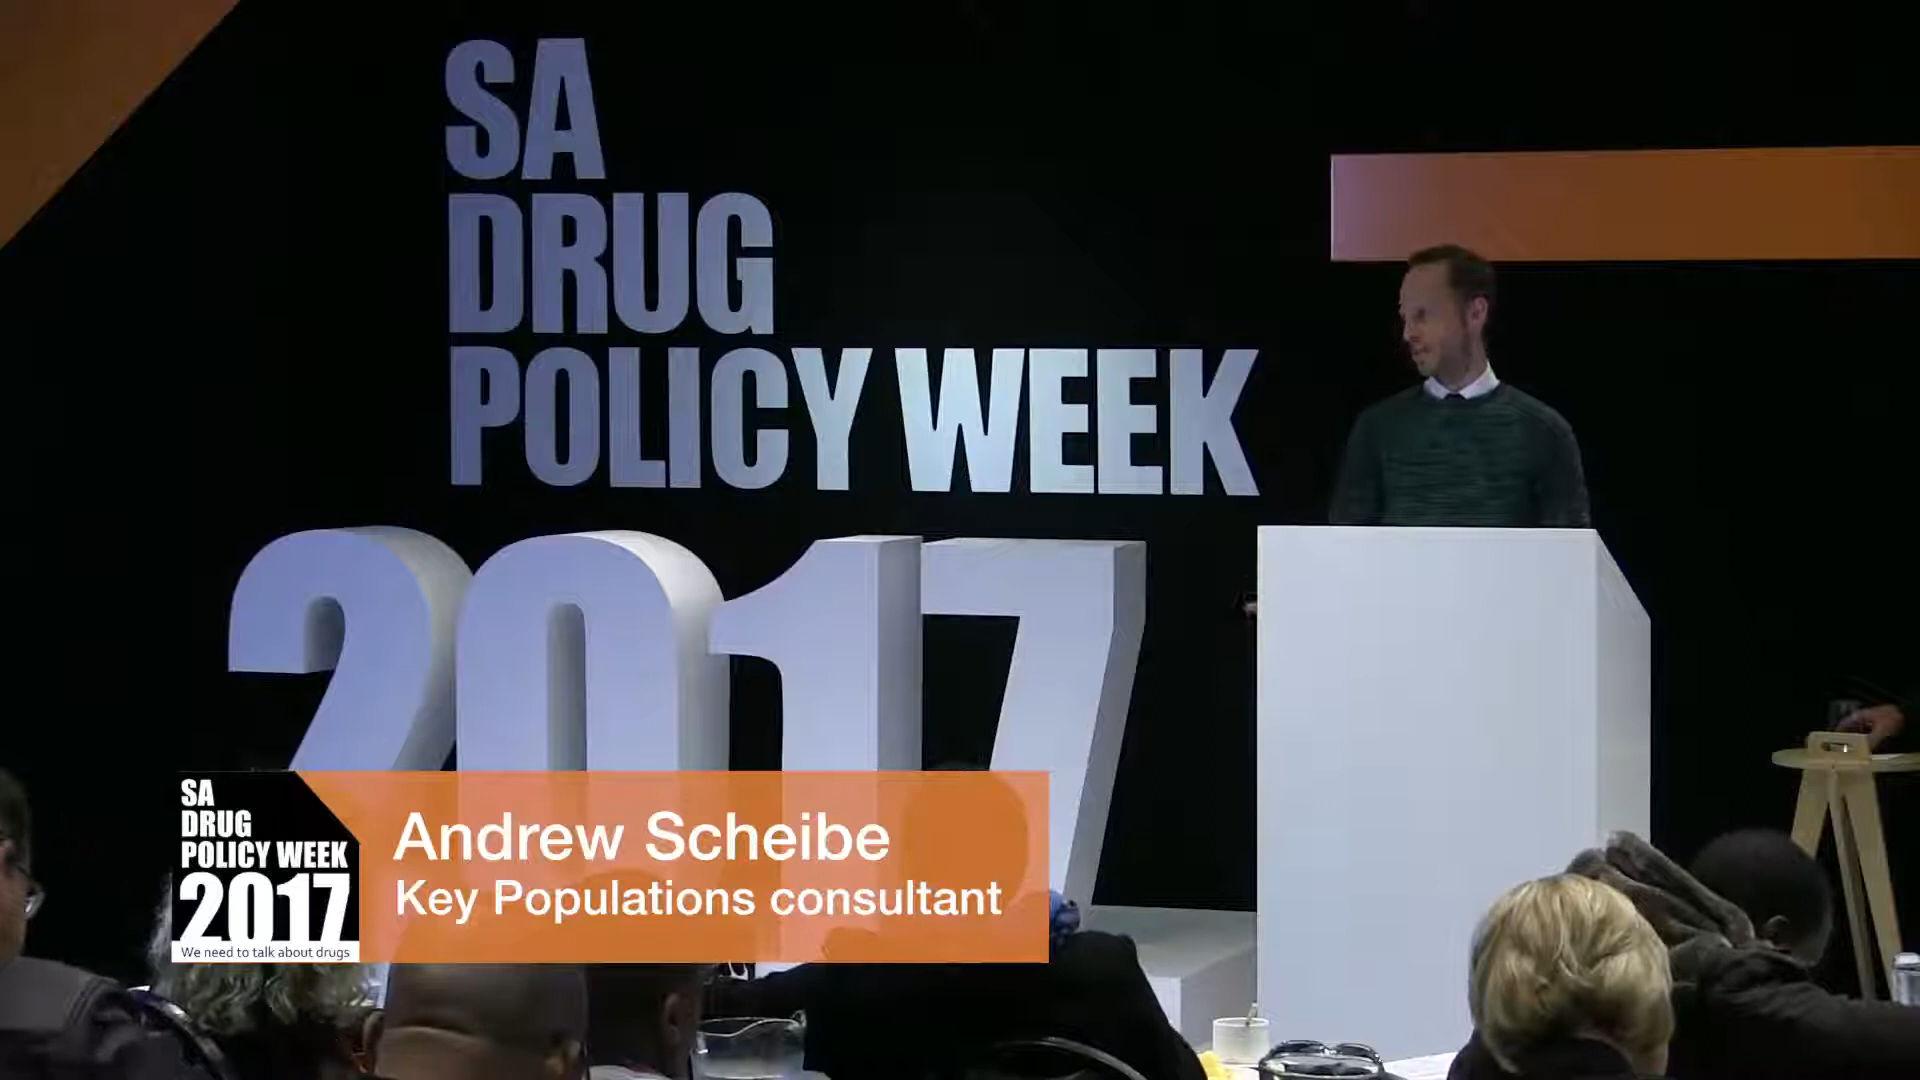 SA
DRUG
POLICY WEEK
2017
SA
DRUG
POLICY WEEK
2017
We need to talk about drugs
Andrew Scheibe
Key Populations consultant